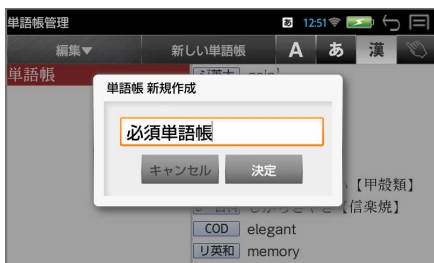 単語帳管理
12:51
編集▼ 新しい単語帳 A あ 漢
単語帳
単語帳 新規作成
必須単語帳
キャンセル 決定
【甲殻類】
【信楽焼】
COD elegant
リ英和 memory